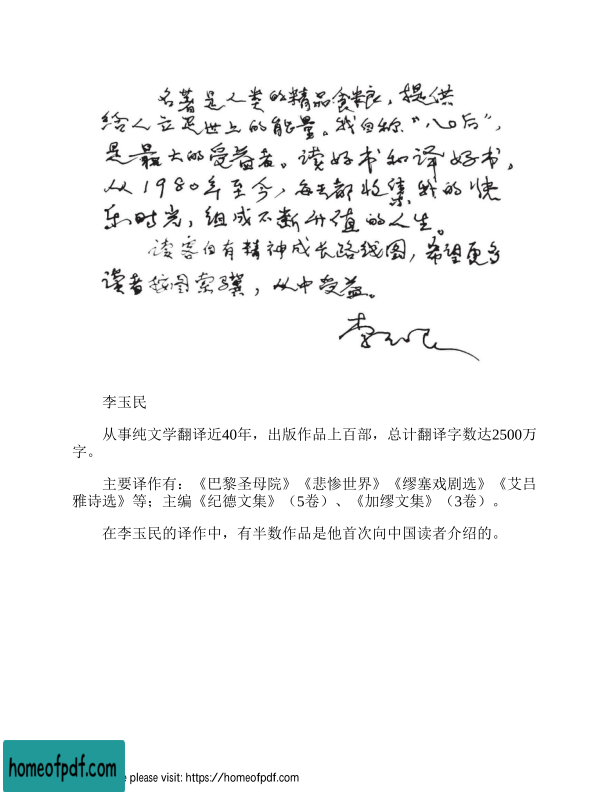 名著是人类的精品食粮，提供
给人立足世上的能量。我自称“八0后”，
是最大的受益者。读好书和译好书，
从1980年至今，每天都收集我的快
乐时光，组成不断升值的人生。
读客自有精神成长路线图，希望更多
读者按图索骥，从中受益。
李玉民
李玉民
从事纯文学翻译近40年，出版作品上百部，总计翻译字数达2500万
字。
主要译作有：《巴黎圣母院》《悲惨世界》《缪塞戏剧选》《艾吕
雅诗选》等；主编《纪德文集》（5卷）、《加缪文集》（3卷）。
在李玉民的译作中，有半数作品是他首次向中国读者介绍的。
homeofpdf.com
e please visit: https://homeofpdf.com